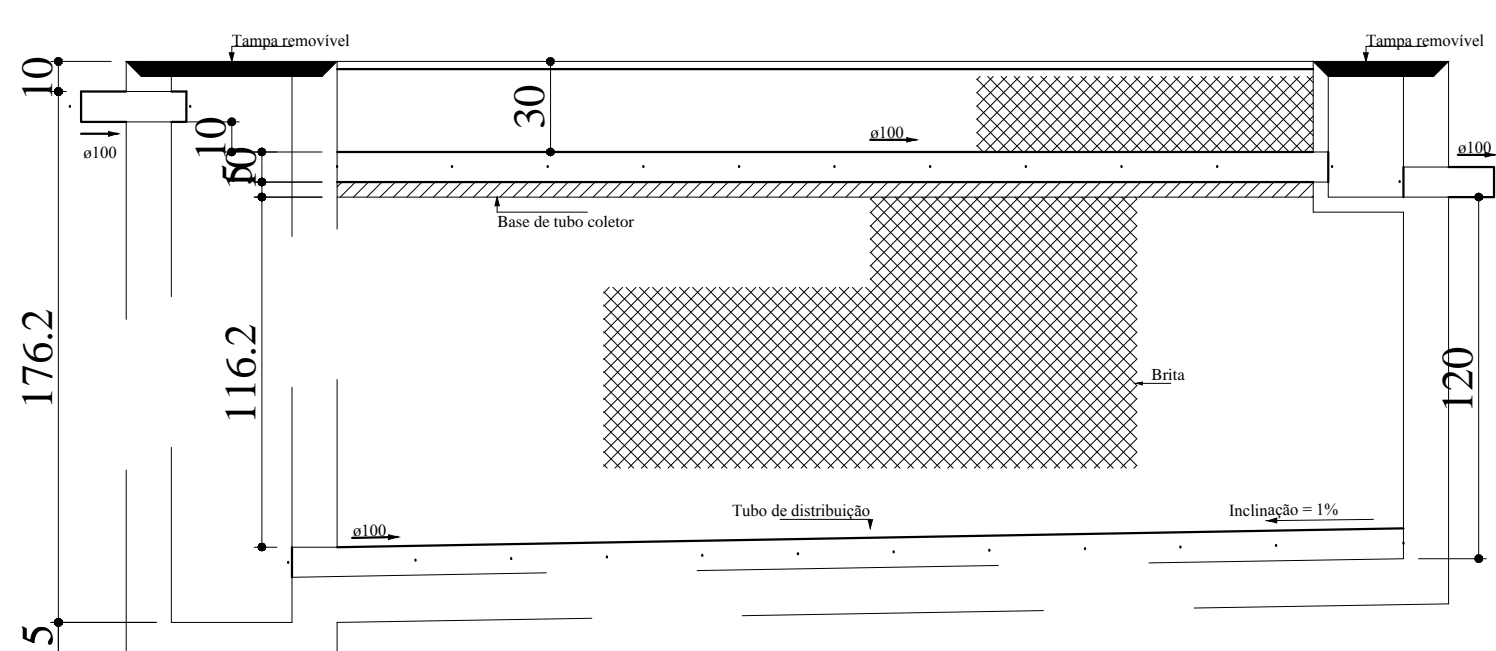 Tampa removível
Tampa removível
10
30
ø100
ø100
ø100
10
Base de tubo coletor
176.2
116.2
120
Brita
Tubo de distribuição
Inclinação = 1%
ø100
5